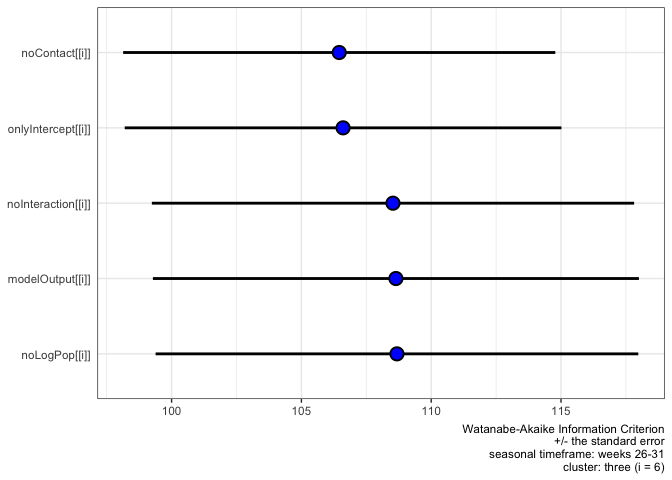 noContact[[i]]
onlyIntercept[[i]]
noInteraction[[i]]
modelOutput[[i]]
noLogPop[[i]]
100 105 110 115
Watanabe-Akaike Information Criterion
+/- the standard error
seasonal timeframe: weeks 26-31
cluster: three (i = 6)